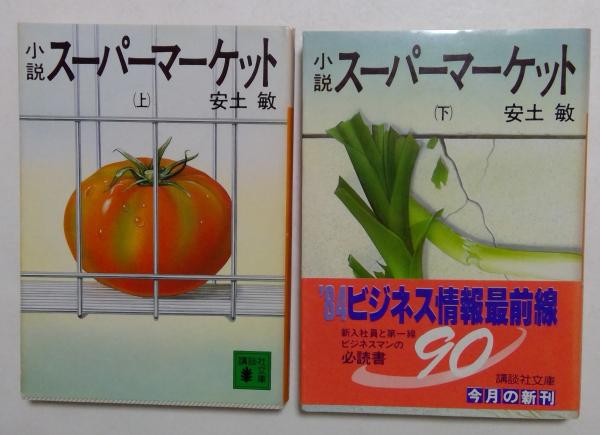 小説
スーパーマーケット
(上)
安土 敏
講談社文庫
小説
スーパーマーケット
(下)
安土 敏
'84ビジネス情報最前線
新入社員と第一線
ビジネスマンの
必読書
90
講談社文庫
今月の新刊